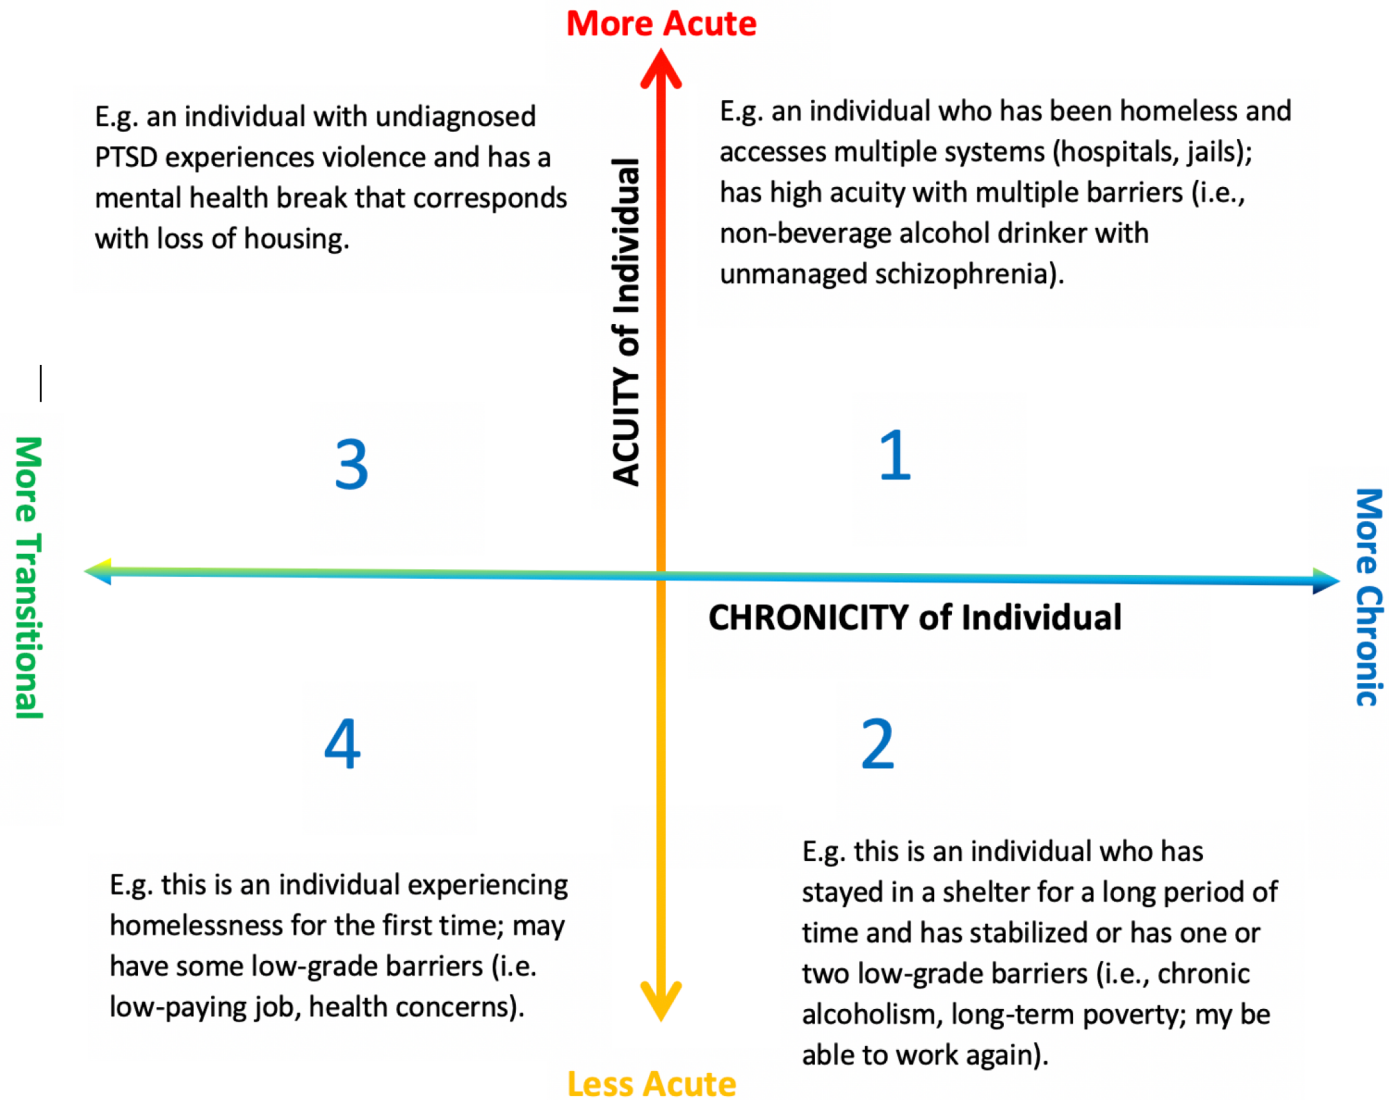 More Acute
E.g. an individual with undiagnosed
PTSD experiences violence and has a
mental health break that corresponds
with loss of housing.
E.g. an individual who has been homeless and
accesses multiple systems (hospitals, jails);
has high acuity with multiple barriers (i.e.,
non-beverage alcohol drinker with
unmanaged schizophrenia).
ACUITY of Individual
3
1
More Transitional
More Chronic
CHRONICITY of Individual
4
2
E.g. this is an individual experiencing
homelessness for the first time; may
have some low-grade barriers (i.e.
low-paying job, health concerns).
E.g. this is an individual who has
stayed in a shelter for a long period of
time and has stabilized or has one or
two low-grade barriers (i.e., chronic
alcoholism, long-term poverty; my be
able to work again).
Less Acute